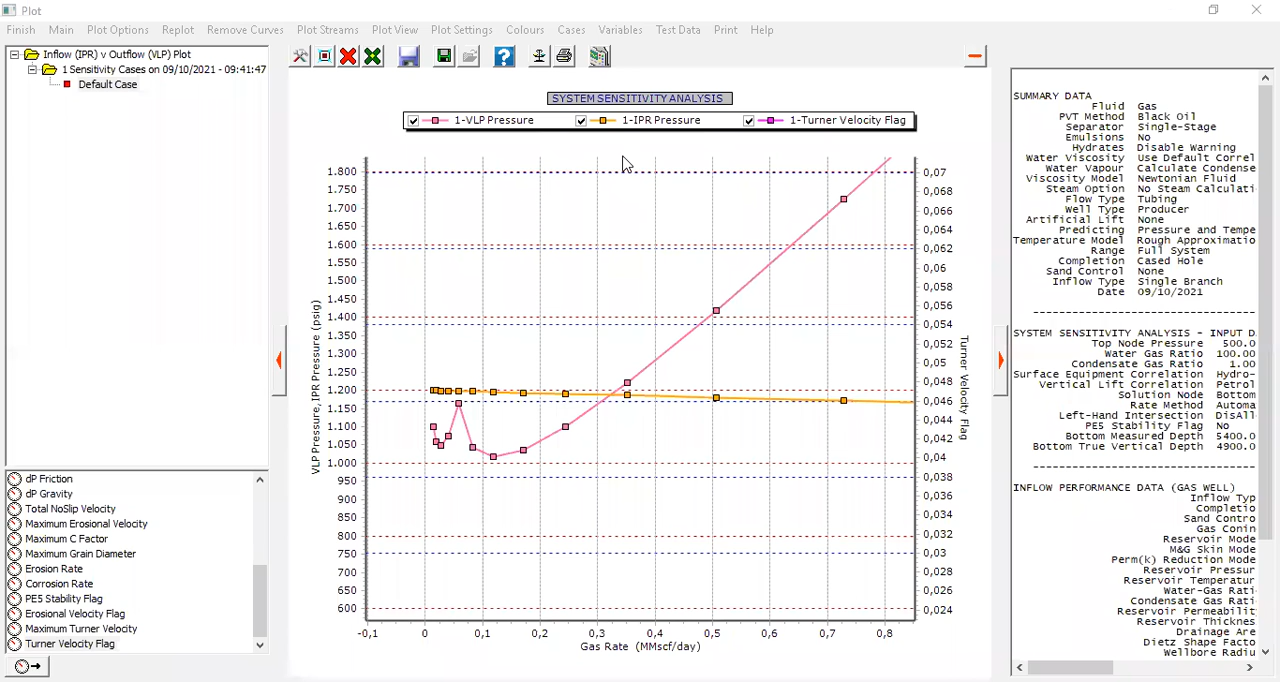 Plot
Finish Main Plot Options Replot Remove Curves Plot Streams Plot View Plot Settings Colours Cases Variables Test Data Print Help
Inflow (IPR) v Outflow (VLP) Plot
1 Sensitivity Cases on 09/10/2021 - 09:41:47
Default Case
dP Friction
dP Gravity
Total NoSlip Velocity
Maximum Erosional Velocity
Maximum C Factor
Maximum Grain Diameter
Erosion Rate
Corrosion Rate
PE5 Stability Flag
Erosional Velocity Flag
Maximum Turner Velocity
Turner Velocity Flag
SYSTEM SENSITIVITY ANALYSIS
1-VLP Pressure 1-IPR Pressure 1-Turner Velocity Flag
VLP Pressure, IPR Pressure (psig)
1.800
1.750
1.700
1.650
1.600
1.550
1.500
1.450
1.400
1.350
1.300
1.250
1.200
1.150
1.100
1.050
1.000
950
900
850
800
750
700
650
600
-0,1 0 0,1 0,2 0,3 0,4 0,5 0,6 0,7 0,8
Gas Rate (MMscf/day)
0,07
0,068
0,066
0,064
0,062
0,06
0,058
0,056
0,054
0,052
0,05
0,048
0,046
0,044
0,042
0,04
0,038
0,036
0,034
0,032
0,03
0,028
0,026
0,024
Turner Velocity Flag
SUMMARY DATA
Fluid Gas
PVT Method Black Oil
Separator Single-Stage
Emulsions No
Hydrates Disable Warning
Water Viscosity Use Default Correl
Water Vapour Calculate Condense
Viscosity Model Newtonian Fluid
Steam Option No Steam Calculati
Flow Type Tubing
Well Type Producer
Artificial Lift None
Predicting Pressure and Tempe
Temperature Model Rough Approximatio
Range Full System
Completion Cased Hole
Sand Control None
Inflow Type Single Branch
Date 09/10/2021
SYSTEM SENSITIVITY ANALYSIS - INPUT D
Top Node Pressure 500.0
Water Gas Ratio 100.00
Condensate Gas Ratio 1.00
Surface Equipment Correlation Hydro-
Vertical Lift Correlation Petrol
Solution Node Bottom
Rate Method Automa
Left-Hand Intersection DisAll
PE5 Stability Flag No
Bottom Measured Depth 5400.0
Bottom True Vertical Depth 4900.0
INFLOW PERFORMANCE DATA (GAS WELL)
Inflow Typ
Completio
Sand Contro
Gas Conin
Reservoir Mode
M&G Skin Mode
Perm(k) Reduction Mode
Reservoir Pressur
Reservoir Temperatur
Water-Gas Rati
Condensate Gas Rati
Reservoir Permeability
Reservoir Thicknes
Drainage Are
Dietz Shape Facto
Wellbore Radiu